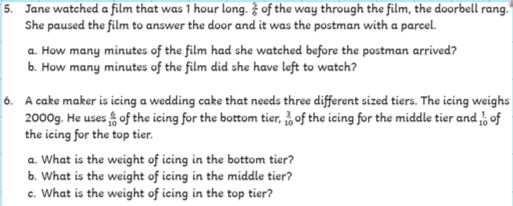 5. Jane watched a film that was 1 hour long. 5/6 of the way through the film, the doorbell rang.
She paused the film to answer the door and it was the postman with a parcel.
a. How many minutes of the film had she watched before the postman arrived?
b. How many minutes of the film did she have left to watch?
6. A cake maker is icing a wedding cake that needs three different sized tiers. The icing weighs
2000g. He uses 6/10 of the icing for the bottom tier, 3/10 of the icing for the middle tier and 1/10 of
the icing for the top tier.
a. What is the weight of icing in the bottom tier?
b. What is the weight of icing in the middle tier?
c. What is the weight of icing in the top tier?